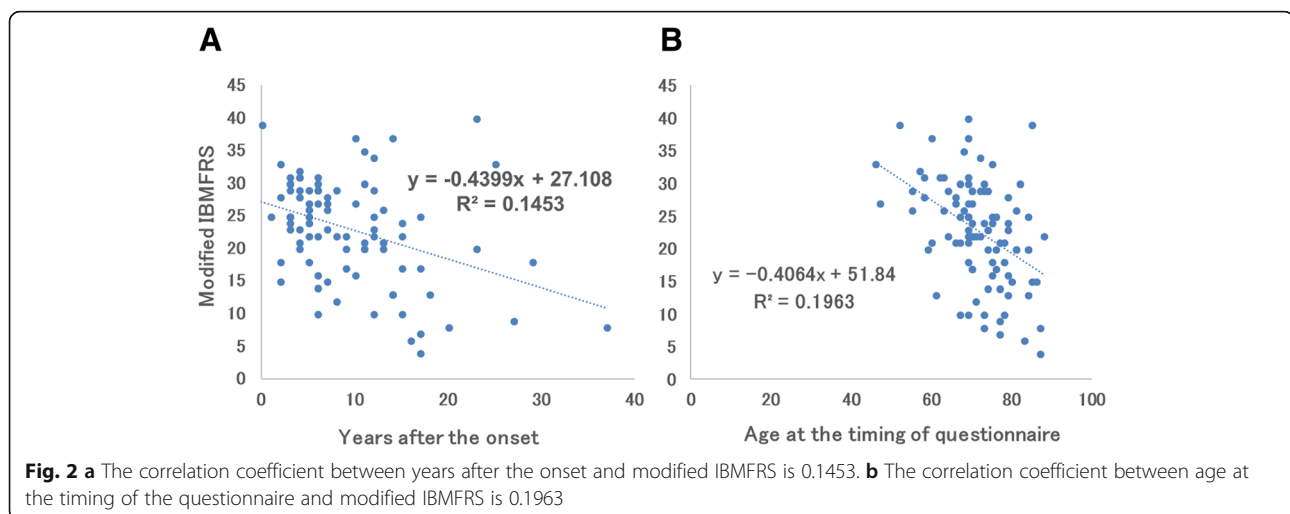 A
B
45
40
35
30
25
20
15
10
5
0
Modified IBMFRS
y = -0.4399x + 27.108
R² = 0.1453
0 10 20 30 40
Years after the onset
45
40
35
30
25
20
15
10
5
0
y = −0.4064x + 51.84
R² = 0.1963
0 20 40 60 80 100
Age at the timing of questionnaire
Fig. 2 a The correlation coefficient between years after the onset and modified IBMFRS is 0.1453. b The correlation coefficient between age at
the timing of the questionnaire and modified IBMFRS is 0.1963